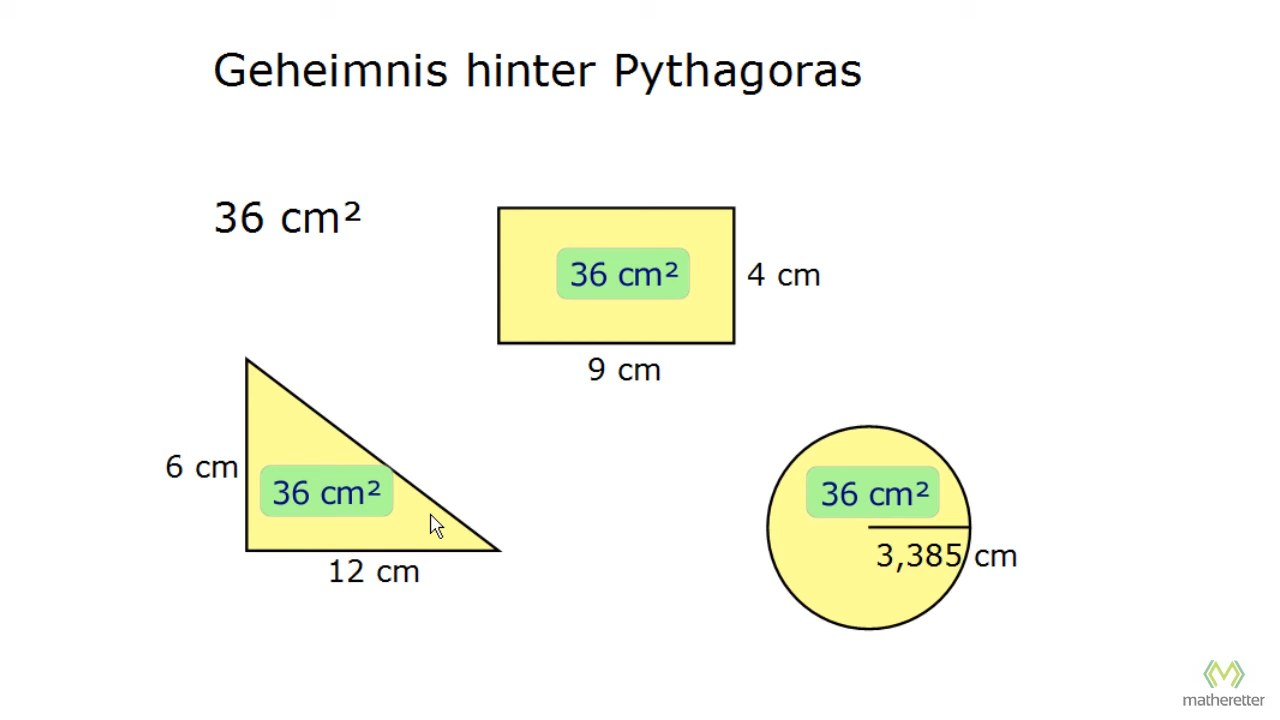 Geheimnis hinter Pythagoras
36 cm²
36 cm²
4 cm
9 cm
6 cm
36 cm²
12 cm
36 cm²
3,385 cm
matheretter